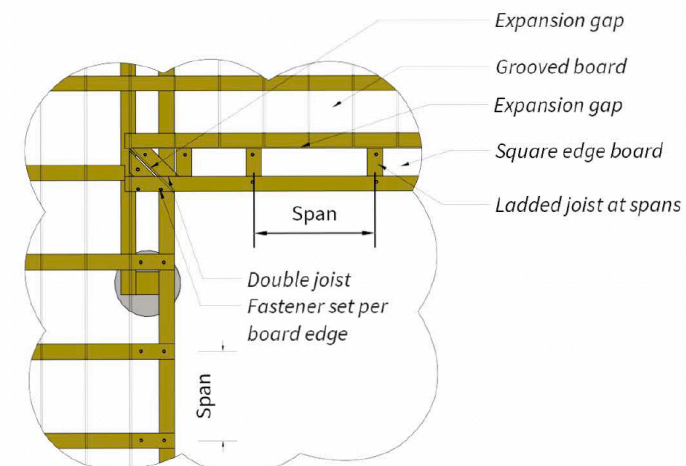 Expansion gap
Grooved board
Expansion gap
Square edge board
Ladded joist at spans
Span
Double joist
Fastener set per
board edge
Span